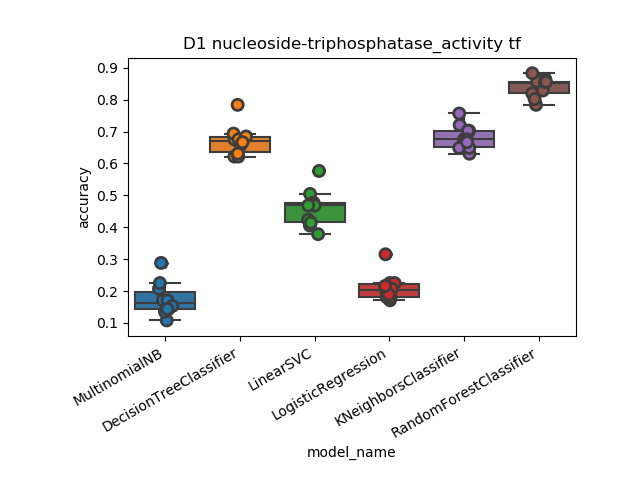 D1 nucleoside-triphosphatase_activity tf
accuracy
0.9
0.8
0.7
0.6
0.5
0.4
0.3
0.2
0.1
MultinomialNB
DecisionTreeClassifier
LinearSVC
LogisticRegression
KNeighborsClassifier
RandomForestClassifier
model_name